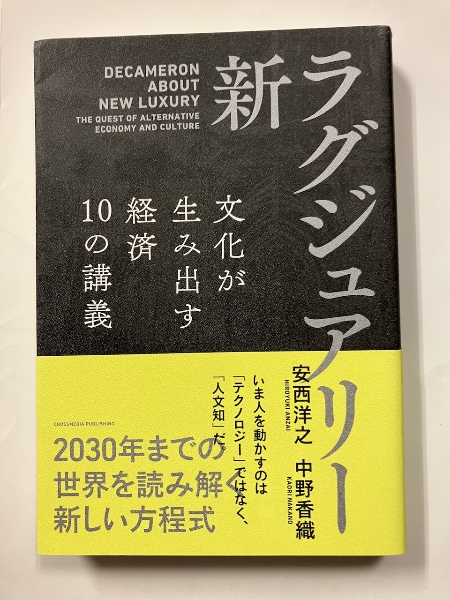 DECAMERON
ABOUT
NEW LUXURY
THE QUEST OF ALTERNATIVE
ECONOMY AND CULTURE
新
ラグジュアリー
文化が
生み出す
経済
10の講義
安西洋之
HIROYUKI ANZAI
中野香織
KAORI NAKANO
いま人を動かすのは
「テクノロジー」ではなく、
「人文知」だ。
CROSSMEDIA PUBLISHING
2030年までの
世界を読み解く、
新しい方程式